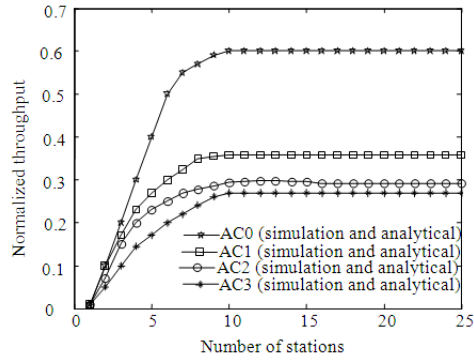 0.7
0.6
0.5
0.4
0.3
0.2
0.1
0
Normalized throughput
AC0 (simulation and analytical)
AC1 (simulation and analytical)
AC2 (simulation and analytical)
AC3 (simulation and analytical)
0 5 10 15 20 25
Number of stations